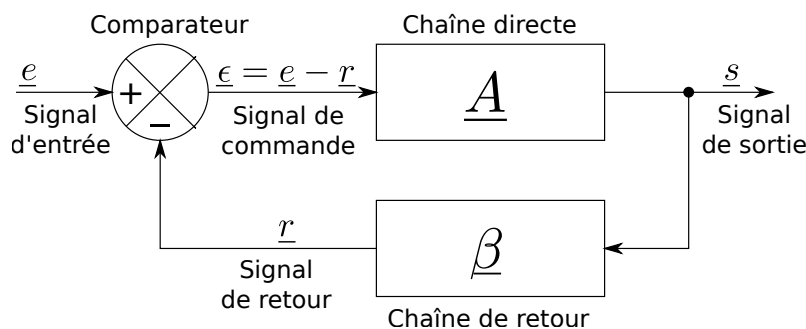 Comparateur
Chaîne directe
e
+
−
ϵ = e − r
A
s
Signal
d'entrée
Signal de
commande
Signal
de sortie
r
β
Signal
de retour
Chaîne de retour